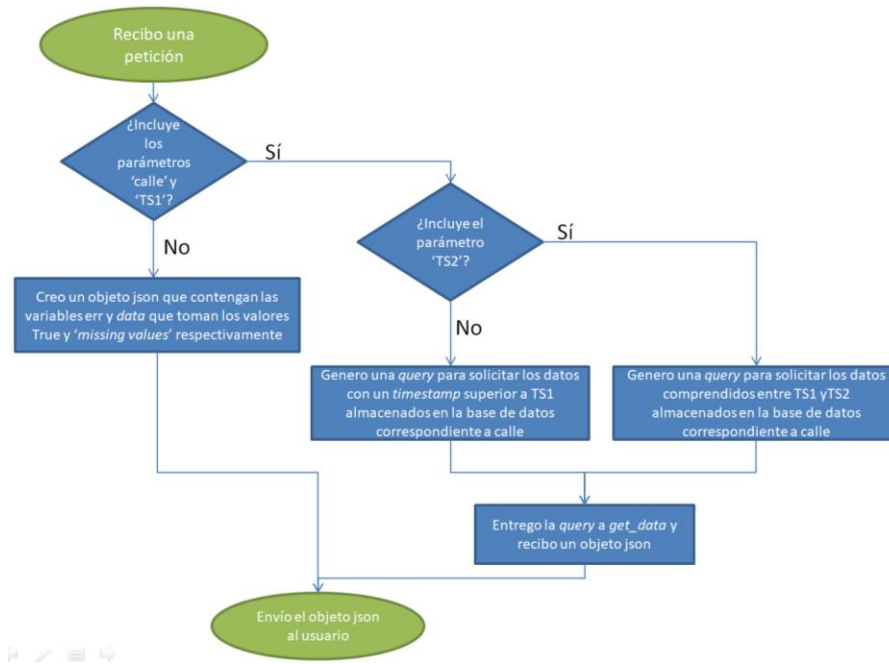 Recibo una
petición
¿Incluye
los
parámetros
‘calle’ y
‘TS1’?
Sí
No
¿Incluye el
parámetro
‘TS2’?
Sí
No
Creo un objeto json que contengan las
variables err y data que toman los valores
True y ‘missing values’ respectivamente
Genero una query para solicitar los datos
con un timestamp superior a TS1
almacenados en la base de datos
correspondiente a calle
Genero una query para solicitar los datos
comprendidos entre TS1 yTS2
almacenados en la base de datos
correspondiente a calle
Entrego la query a get_data y
recibo un objeto json
Envío el objeto json
al usuario